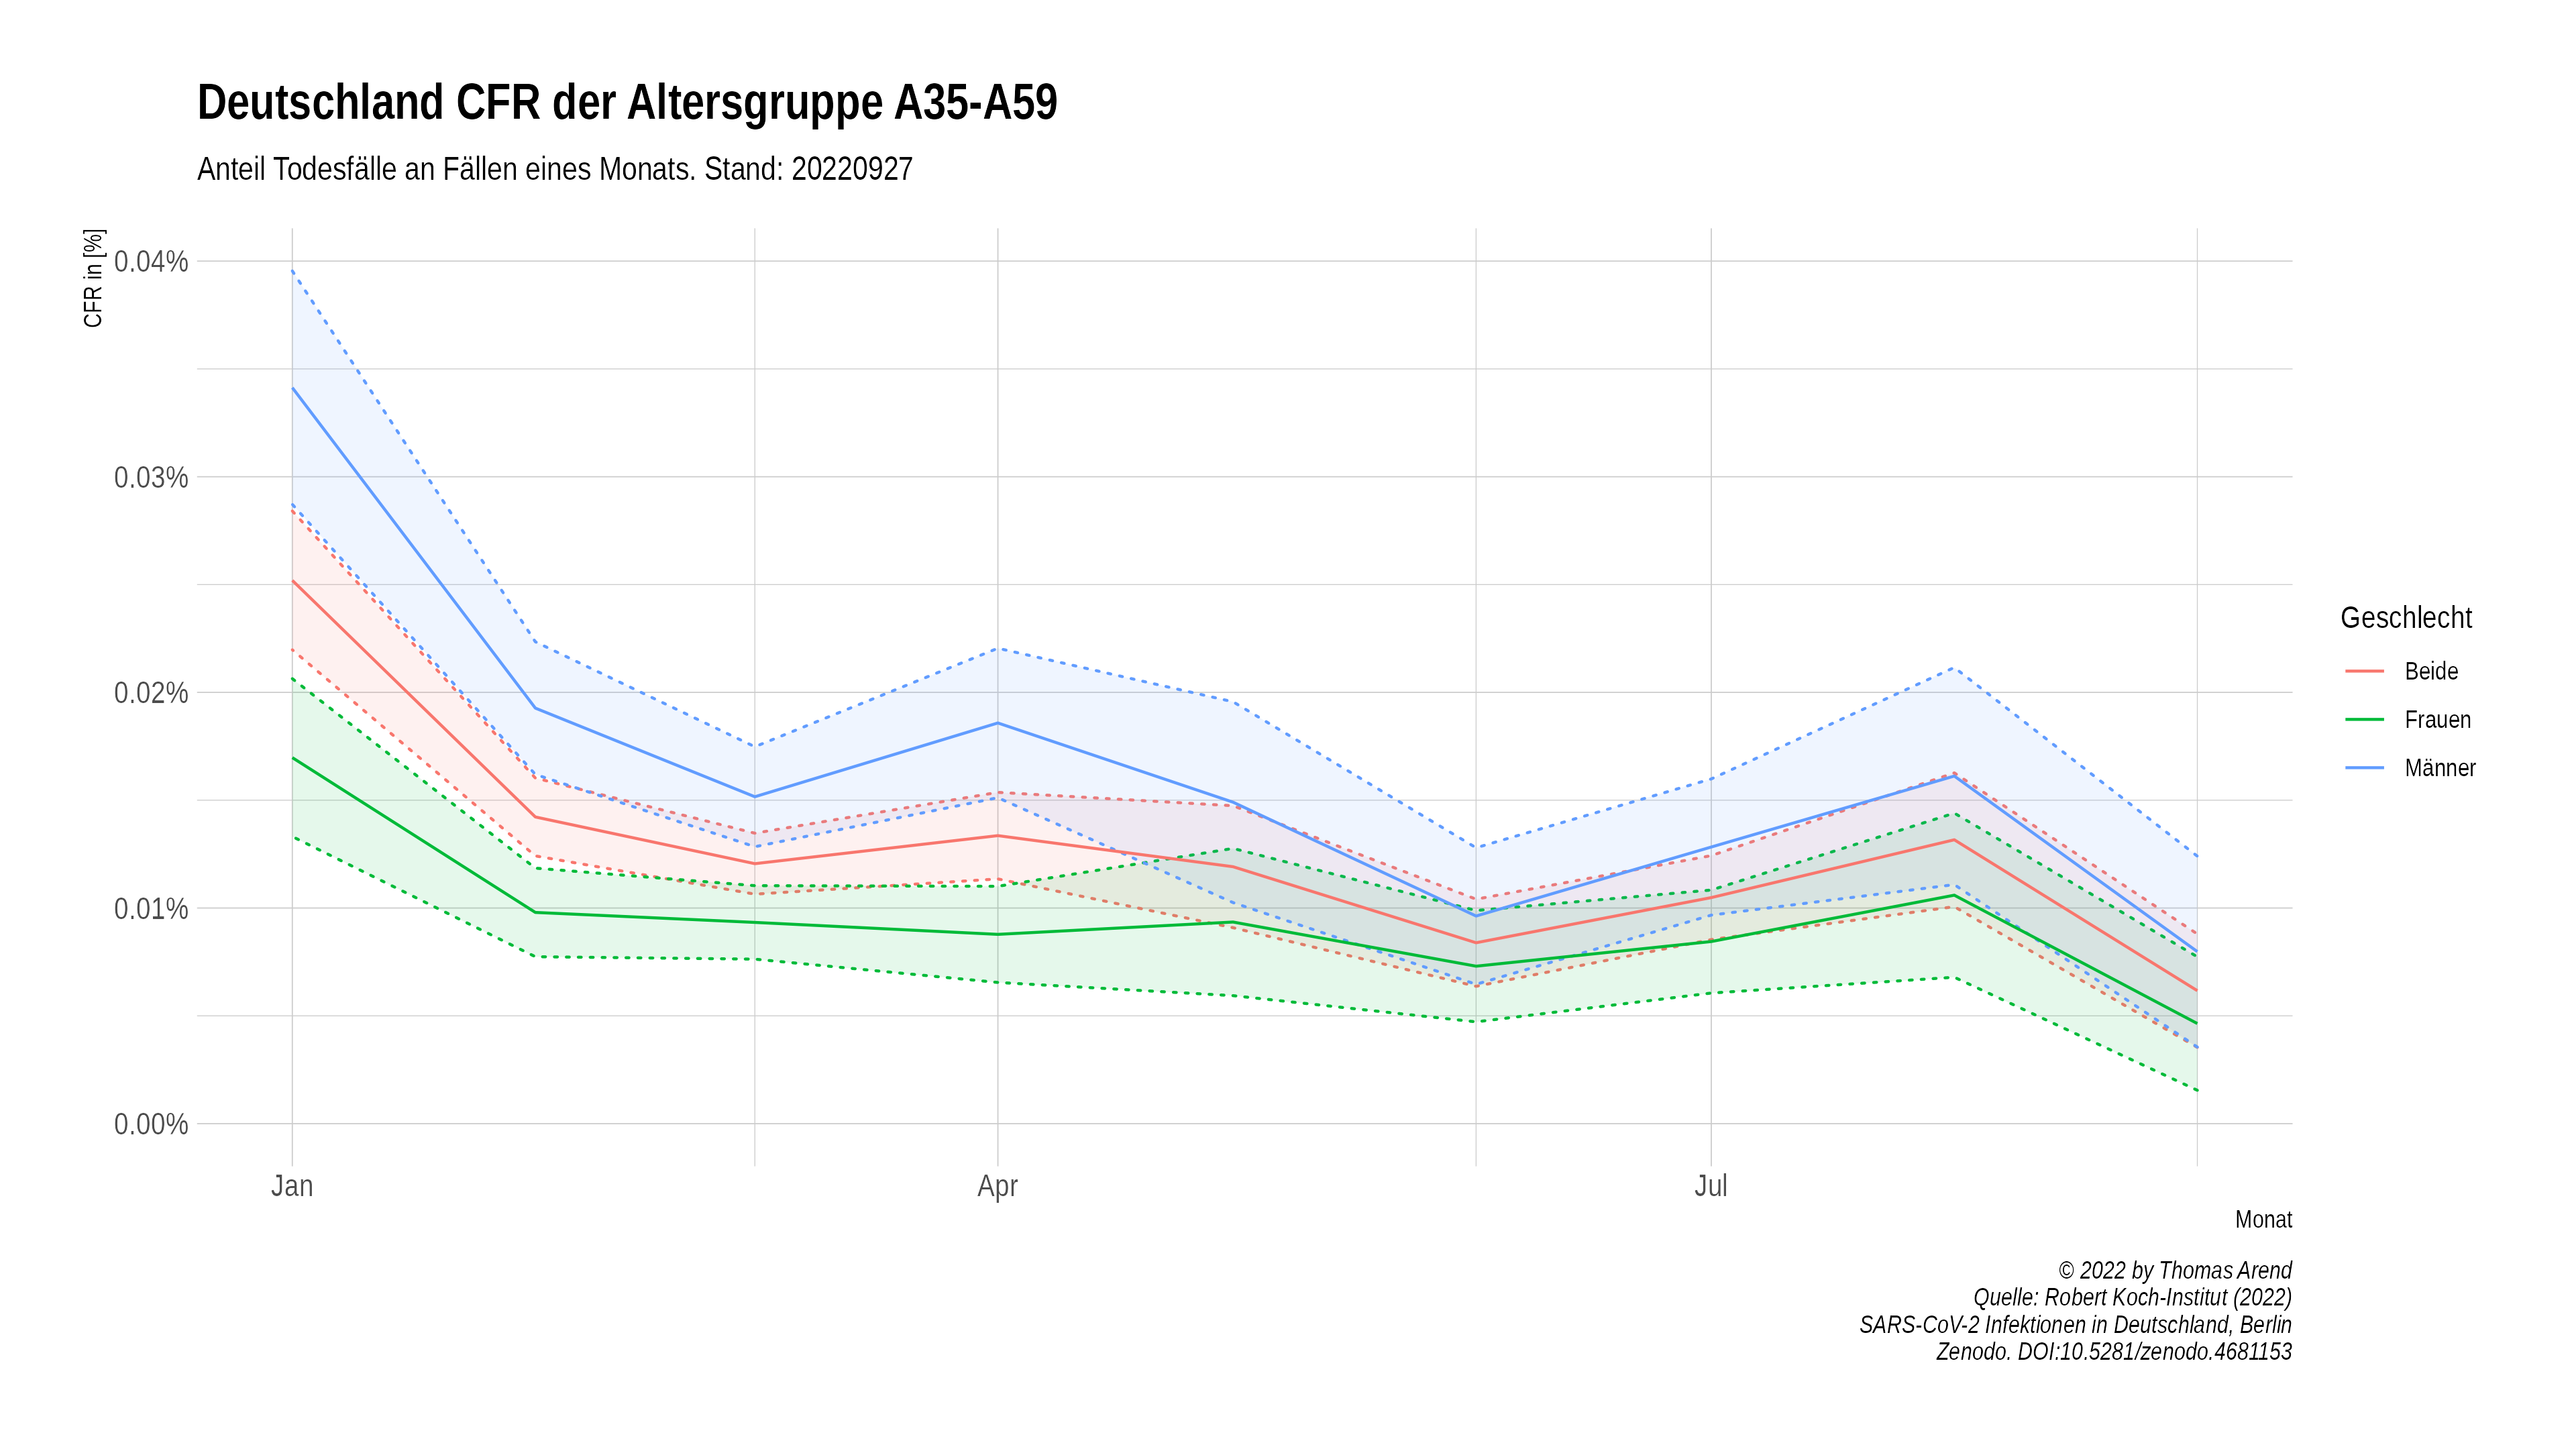 Deutschland CFR der Altersgruppe A35-A59
Anteil Todesfälle an Fällen eines Monats. Stand: 20220927
CFR in [%]
0.04%
0.03%
0.02%
0.01%
0.00%
Jan
Apr
Jul
Monat
Geschlecht
Beide
Frauen
Männer
© 2022 by Thomas Arend
Quelle: Robert Koch-Institut (2022)
SARS-CoV-2 Infektionen in Deutschland, Berlin
Zenodo. DOI:10.5281/zenodo.4681153